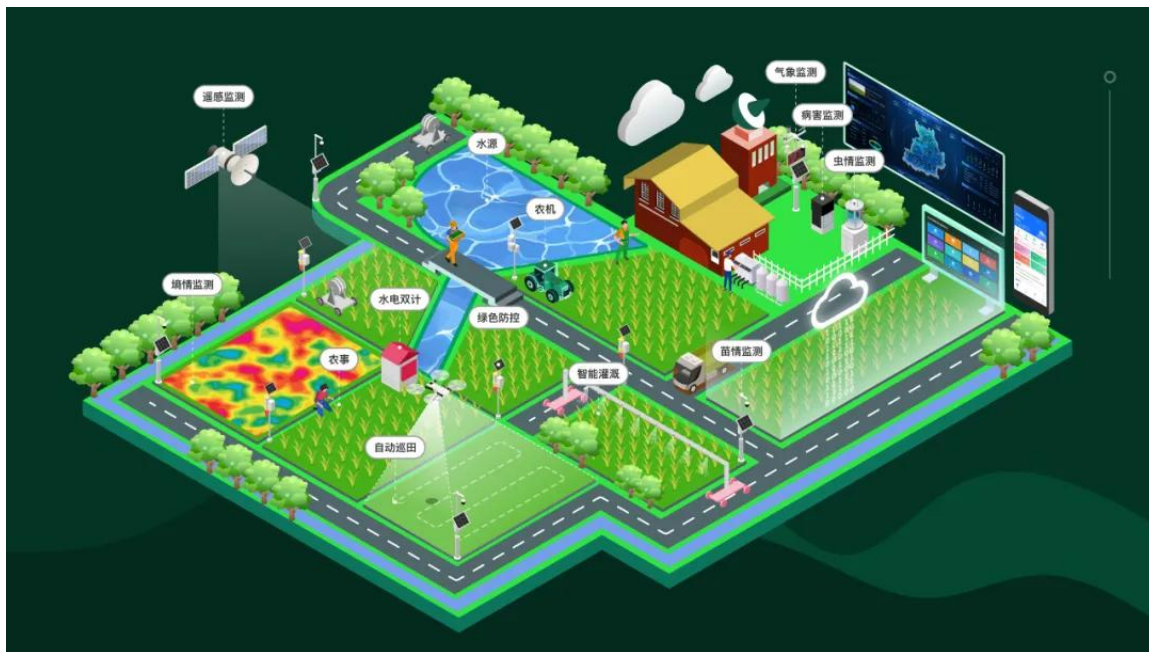 气象监测
遥感监测
病害监测
水源
虫情监测
农机
墒情监测
水电双计
绿色防控
苗情监测
农事
智能灌溉
自动巡田